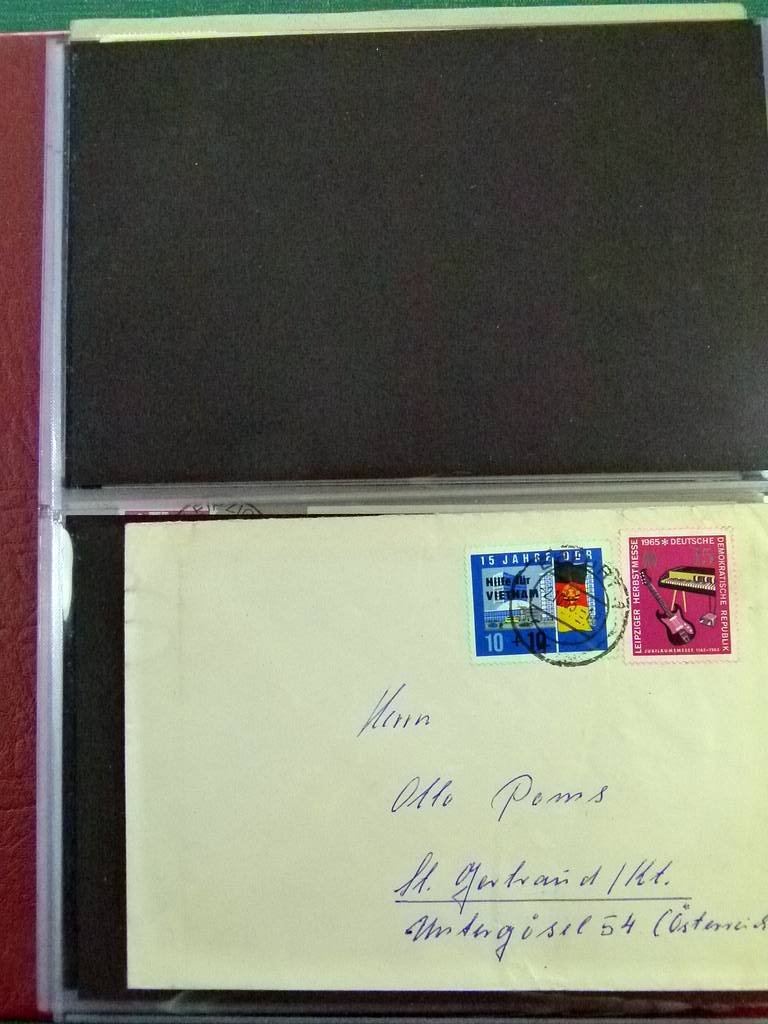 15 JAHRE DDR
Hilfe für
VIETNAM
10 + 10
1965 * DEUTSCHE
DEMOKRATISCHE REPUBLIK
LEIPZIGER HERBSTMESSE
15
JUBILÄUMSMESSE 1165-1965
Herrn
Otto Poms
St. Gertraud / Kt.
Untergösel 54 (Österreich